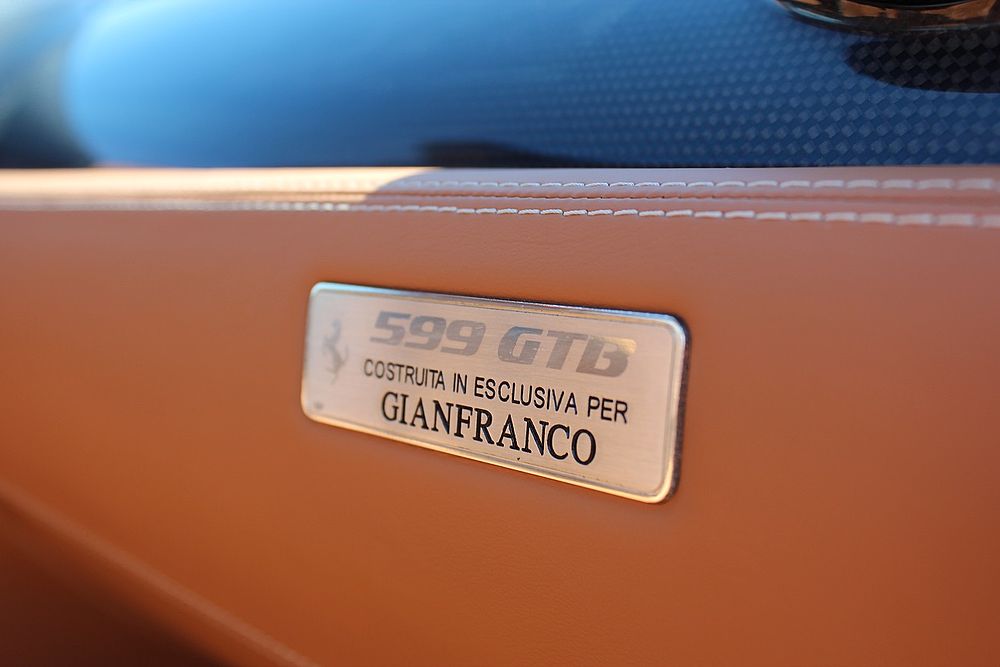 599 GTB
COSTRUITA IN ESCLUSIVA PER
GIANFRANCO